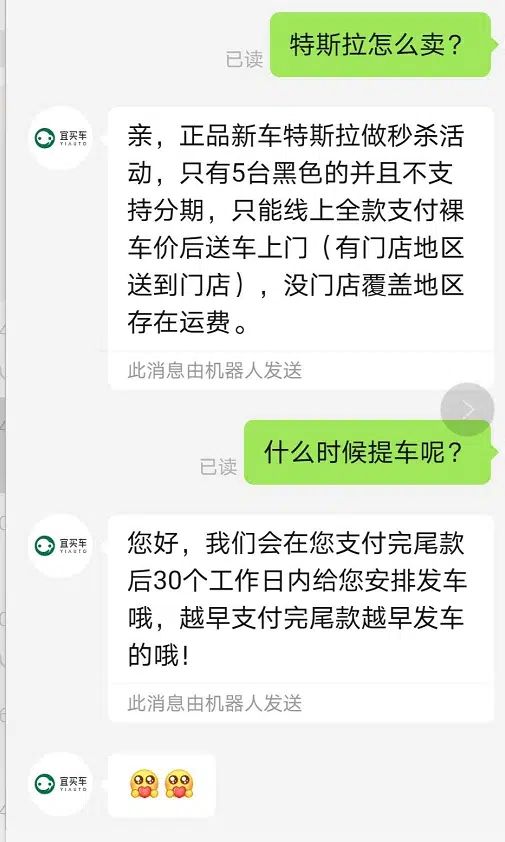 特斯拉怎么卖？
已读
宜买车
YIAUTO
亲，正品新车特斯拉做秒杀活
动，只有5台黑色的并且不支
持分期，只能线上全款支付裸
车价后送车上门（有门店地区
送到门店），没门店覆盖地区
存在运费。
此消息由机器人发送
什么时候提车呢？
已读
宜买车
YIAUTO
您好，我们会在您支付完尾款
后30个工作日内给您安排发车
哦，越早支付完尾款越早发车
的哦！
此消息由机器人发送
宜买车
YIAUTO